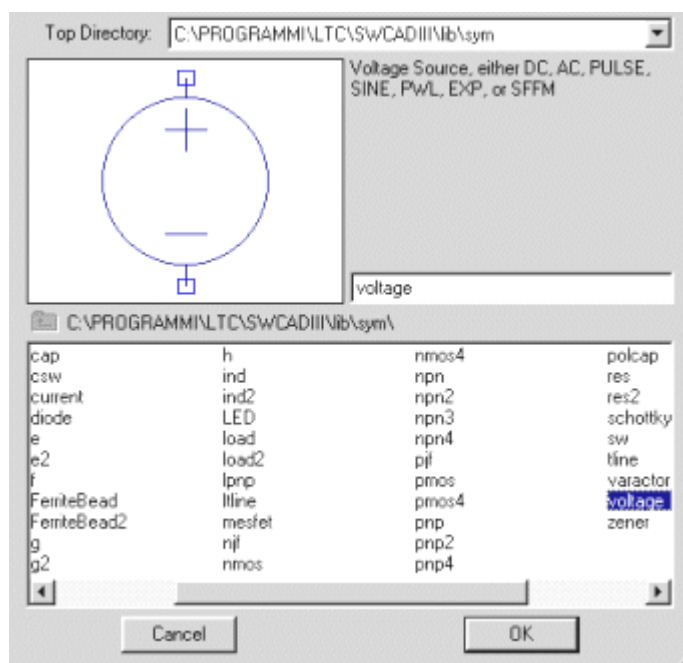 Top Directory: C:\PROGRAMMI\LTC\SWCADIII\lib\sym
Voltage Source, either DC, AC, PULSE,
SINE, PWL, EXP, or SFFM
voltage
C:\PROGRAMMI\LTC\SWCADIII\lib\sym\
cap h nmos4 polcap
csw ind npn res
current ind2 npn2 res2
diode LED npn3 schottky
e load npn4 sw
e2 load2 pjf tline
f lpnp pmos varactor
FerriteBead ltline pmos4 voltage
FerriteBead2 mesfet pnp zener
g njf pnp2
g2 nmos pnp4
Cancel OK